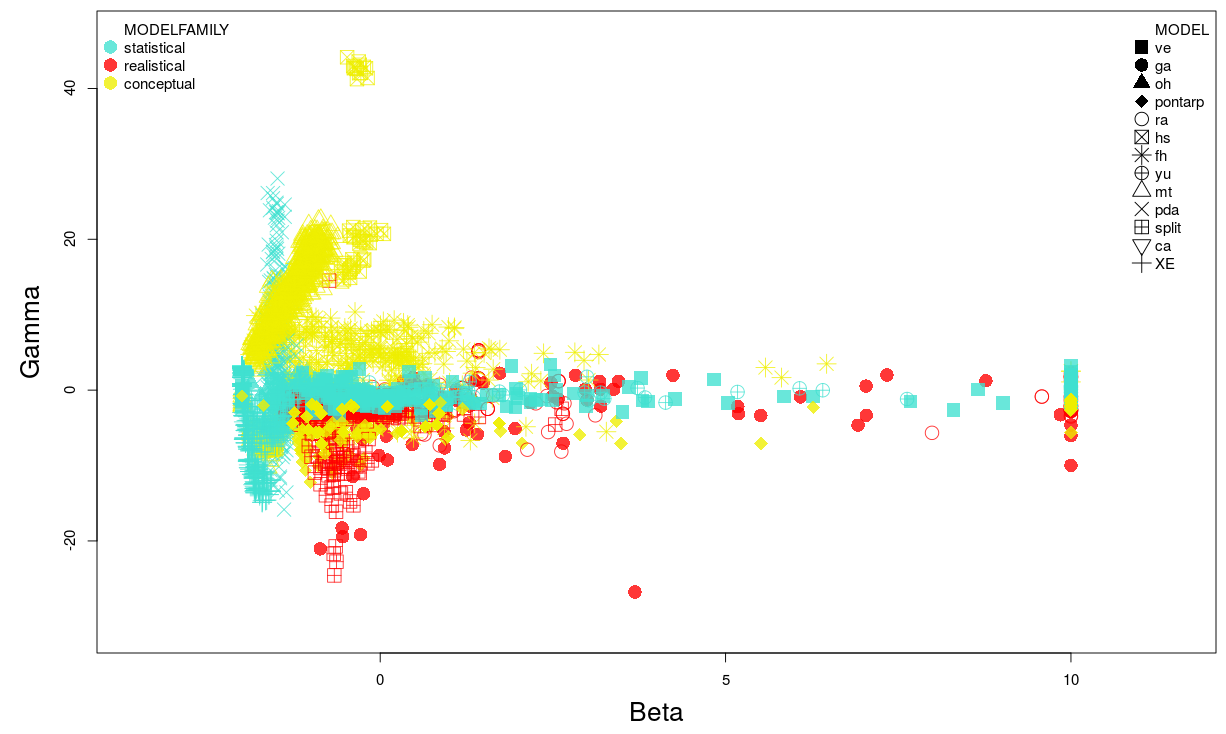 MODELFAMILY
statistical
realistical
conceptual
MODEL
ve
ga
oh
pontarp
ra
hs
fh
yu
mt
pda
split
ca
XE
40
20
0
-20
Gamma
0
5
10
Beta